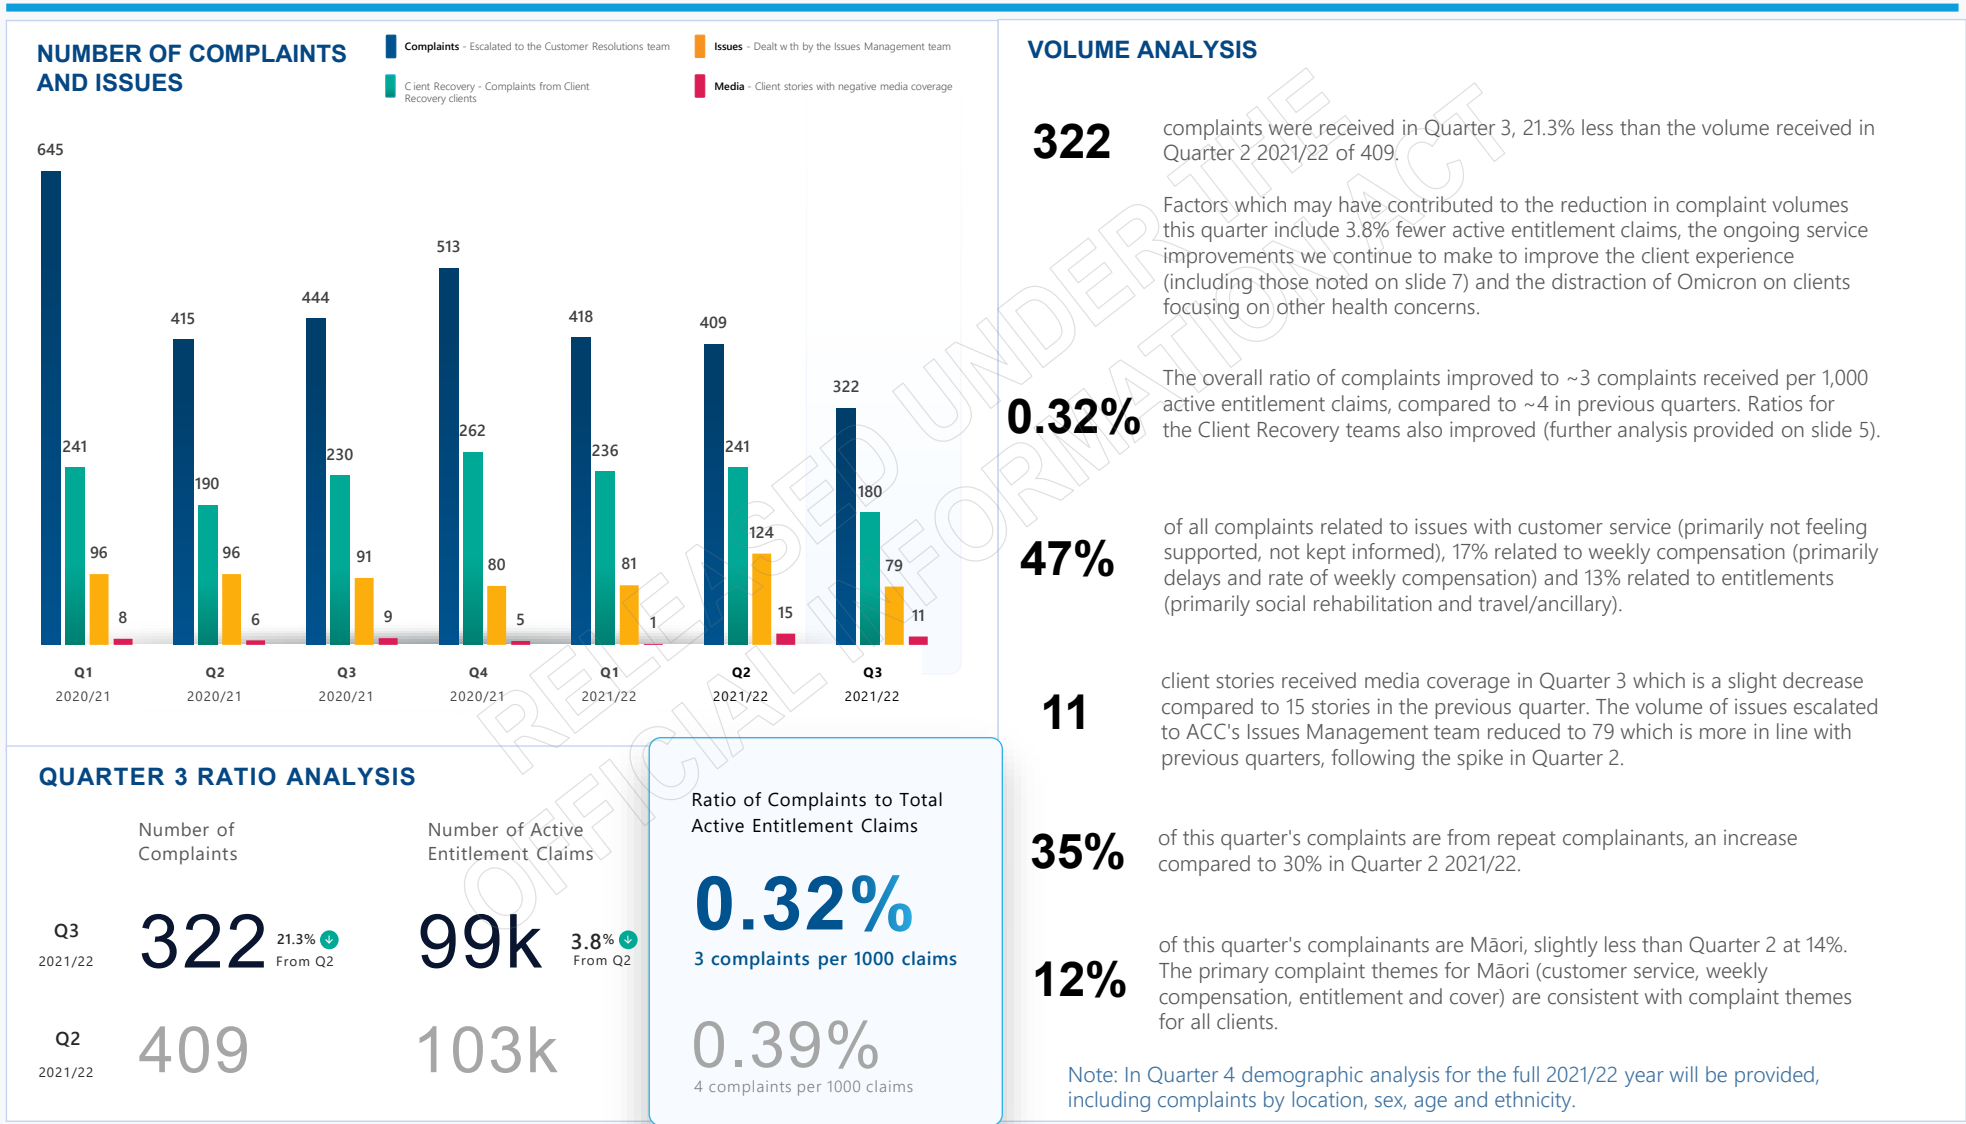 NUMBER OF COMPLAINTS
AND ISSUES
Complaints - Escalated to the Customer Resolutions team
Issues - Dealt w th by the Issues Management team
C ient Recovery - Complaints from Client
Recovery clients
Media - Client stories with negative media coverage
645
241
96
8
415
190
96
6
444
230
91
9
513
262
80
5
418
236
81
1
409
241
124
15
322
180
79
11
Q1
2020/21
Q2
2020/21
Q3
2020/21
Q4
2020/21
Q1
2021/22
Q2
2021/22
Q3
2021/22
QUARTER 3 RATIO ANALYSIS
Number of
Complaints
Number of Active
Entitlement Claims
Q3
2021/22
322
21.3%
From Q2
99k
3.8%
From Q2
Q2
2021/22
409
103k
Ratio of Complaints to Total
Active Entitlement Claims
0.32%
3 complaints per 1000 claims
0.39%
4 complaints per 1000 claims
VOLUME ANALYSIS
322
complaints were received in Quarter 3, 21.3% less than the volume received in
Quarter 2 2021/22 of 409.
Factors which may have contributed to the reduction in complaint volumes
this quarter include 3.8% fewer active entitlement claims, the ongoing service
improvements we continue to make to improve the client experience
(including those noted on slide 7) and the distraction of Omicron on clients
focusing on other health concerns.
0.32%
The overall ratio of complaints improved to ~3 complaints received per 1,000
active entitlement claims, compared to ~4 in previous quarters. Ratios for
the Client Recovery teams also improved (further analysis provided on slide 5).
47%
of all complaints related to issues with customer service (primarily not feeling
supported, not kept informed), 17% related to weekly compensation (primarily
delays and rate of weekly compensation) and 13% related to entitlements
(primarily social rehabilitation and travel/ancillary).
11
client stories received media coverage in Quarter 3 which is a slight decrease
compared to 15 stories in the previous quarter. The volume of issues escalated
to ACC's Issues Management team reduced to 79 which is more in line with
previous quarters, following the spike in Quarter 2.
35%
of this quarter's complaints are from repeat complainants, an increase
compared to 30% in Quarter 2 2021/22.
12%
of this quarter's complainants are Māori, slightly less than Quarter 2 at 14%.
The primary complaint themes for Māori (customer service, weekly
compensation, entitlement and cover) are consistent with complaint themes
for all clients.
Note: In Quarter 4 demographic analysis for the full 2021/22 year will be provided,
including complaints by location, sex, age and ethnicity.
RELEASED UNDER THE
OFFICIAL INFORMATION ACT